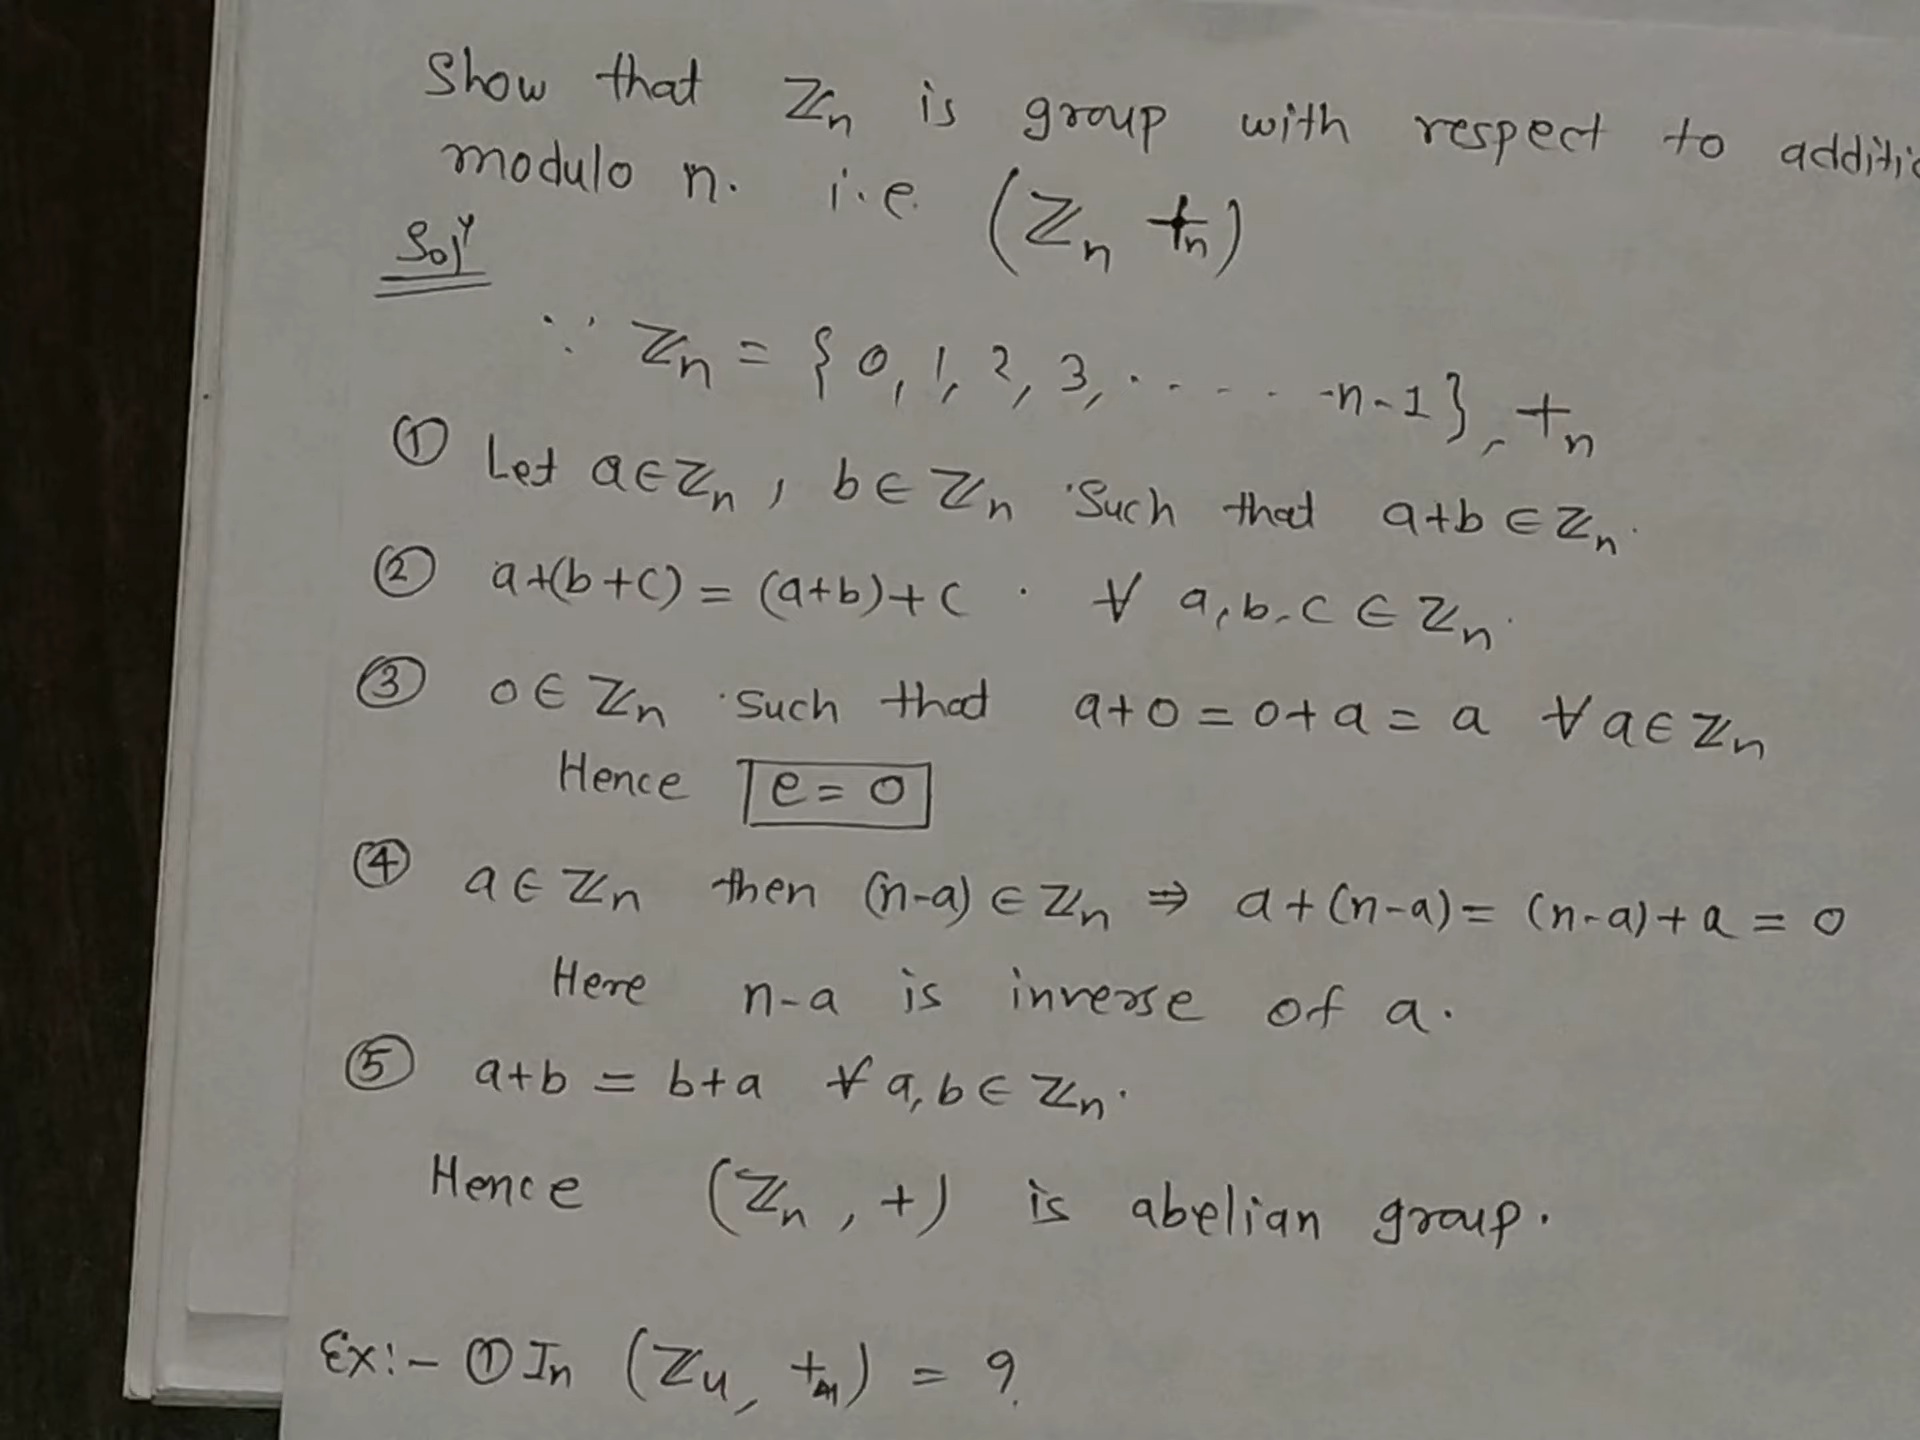 Show that Zn is group with respect to additi
modulo n. i.e. (Zn +n)
Solⁿ
∵ Zn = {0, 1, 2, 3, . - - - - -n-1}, +n
① Let a∈Zn, b∈Zn Such that a+b∈Zn.
② a+(b+c) = (a+b)+c . ∀ a,b,c ∈ Zn.
③ 0∈Zn such that a+0=0+a=a ∀a∈Zn
Hence e=0
④ a∈Zn then (n-a)∈Zn ⇒ a+(n-a)=(n-a)+a=0
Here n-a is inverse of a.
⑤ a+b = b+a ∀ a,b∈Zn.
Hence (Zn, +) is abelian group.
Ex:- ① In (Z4, +4) = ?